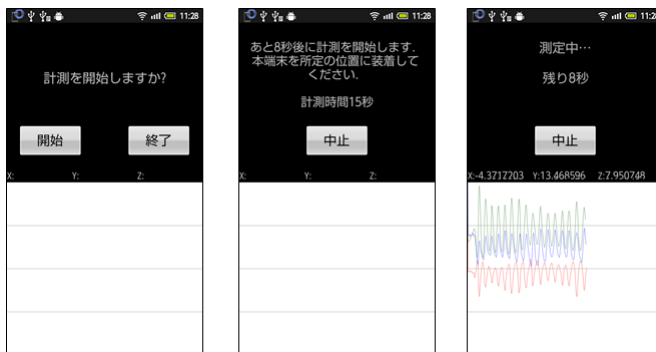 11:28
計測を開始しますか?
開始
終了
X: Y: Z:
11:28
あと8秒後に計測を開始します.
本端末を所定の位置に装着して
ください.
計測時間15秒
中止
X: Y: Z:
11:28
測定中…
残り8秒
中止
X:-4.3717203 Y:13.468596 Z:7.950748